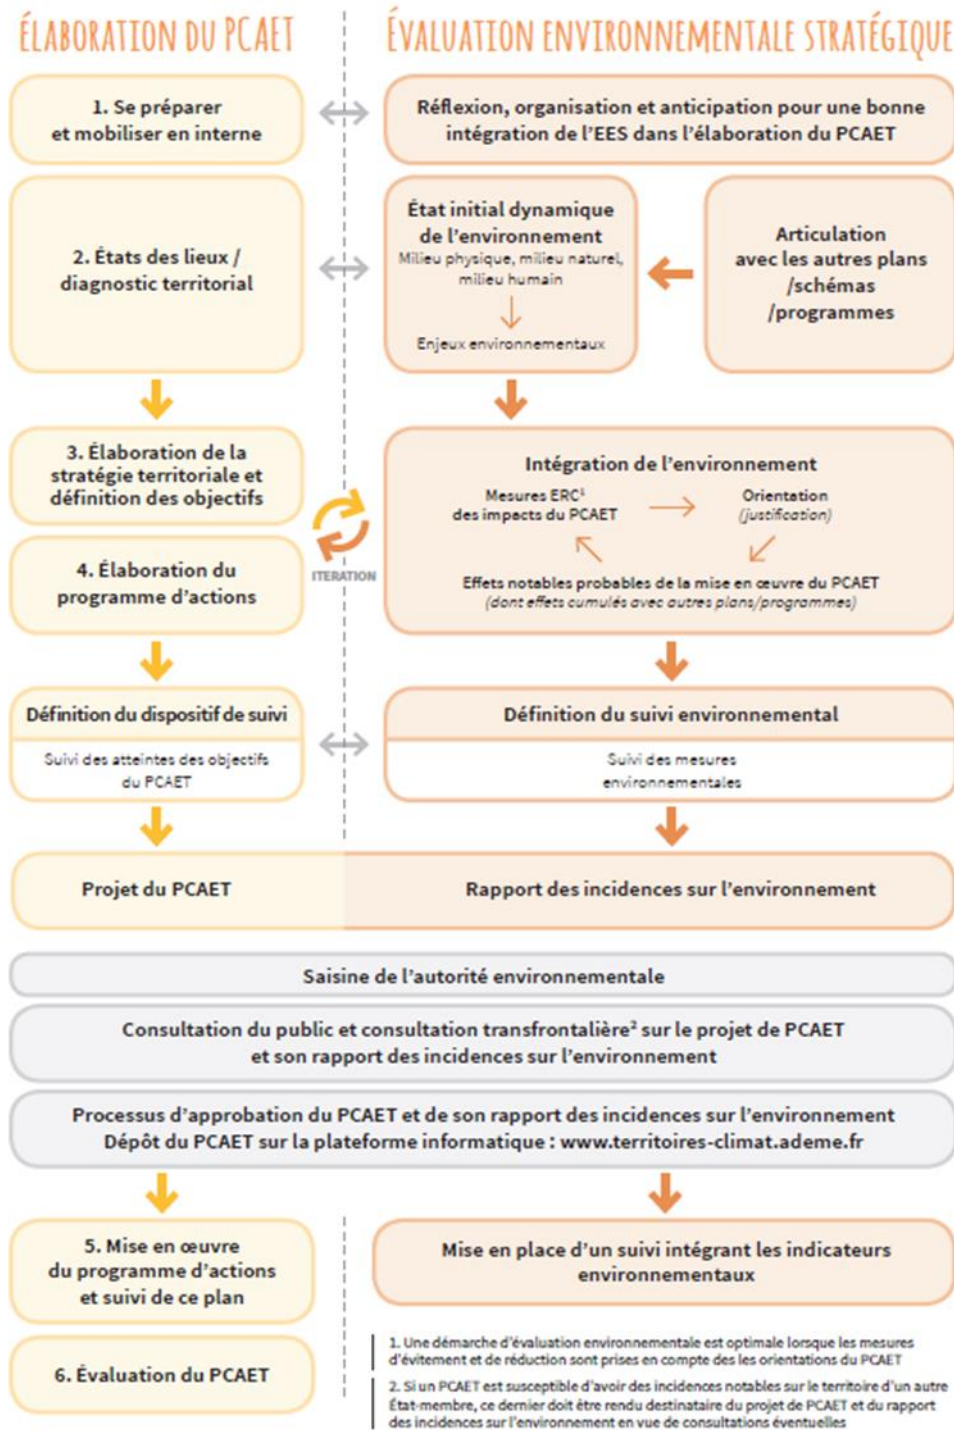 ÉLABORATION DU PCAET
ÉVALUATION ENVIRONNEMENTALE STRATÉGIQUE
1. Se préparer
et mobiliser en interne
Réflexion, organisation et anticipation pour une bonne
intégration de l'EES dans l'élaboration du PCAET
2. États des lieux /
diagnostic territorial
État initial dynamique
de l'environnement
Milieu physique, milieu naturel,
milieu humain
Enjeux environnementaux
Articulation
avec les autres plans
/schémas
/programmes
3. Élaboration de la
stratégie territoriale et
définition des objectifs
4. Élaboration du
programme d'actions
ITERATION
Intégration de l'environnement
Mesures ERC¹
des impacts du PCAET
Orientation
(justification)
Effets notables probables de la mise en œuvre du PCAET
(dont effets cumulés avec autres plans/programmes)
Définition du dispositif de suivi
Suivi des atteintes des objectifs
du PCAET
Définition du suivi environnemental
Suivi des mesures
environnementales
Projet du PCAET
Rapport des incidences sur l'environnement
Saisine de l'autorité environnementale
Consultation du public et consultation transfrontalière² sur le projet de PCAET
et son rapport des incidences sur l'environnement
Processus d'approbation du PCAET et de son rapport des incidences sur l'environnement
Dépôt du PCAET sur la plateforme informatique : www.territoires-climat.ademe.fr
5. Mise en œuvre
du programme d'actions
et suivi de ce plan
Mise en place d'un suivi intégrant les indicateurs
environnementaux
6. Évaluation du PCAET
1. Une démarche d'évaluation environnementale est optimale lorsque les mesures
d'évitement et de réduction sont prises en compte des les orientations du PCAET
2. Si un PCAET est susceptible d'avoir des incidences notables sur le territoire d'un autre
État-membre, ce dernier doit être rendu destinataire du projet de PCAET et du rapport
des incidences sur l'environnement en vue de consultations éventuelles